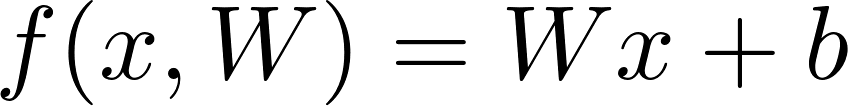 f(x, W) = Wx + b